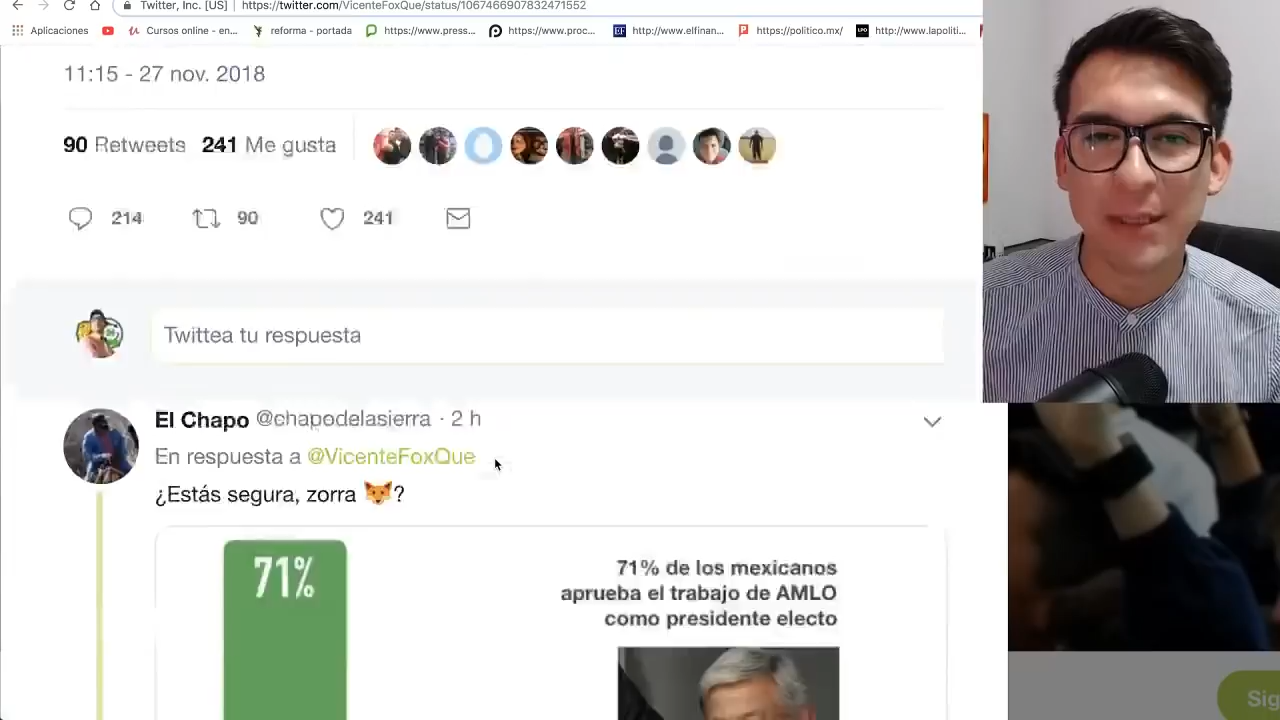 Twitter, Inc. [US]
https://twitter.com/VicenteFoxQue/status/1067466907832471552
Aplicaciones
Cursos online - en...
reforma - portada
https://www.press...
https://www.proc...
EF
http://www.elfinan...
P
https://politico.mx/
LPO
http://www.lapoliti...
11:15 - 27 nov. 2018
90 Retweets 241 Me gusta
214 90 241
Twittea tu respuesta
El Chapo @chapodelasierra · 2 h
En respuesta a @VicenteFoxQue
¿Estás segura, zorra 🦊?
71%
71% de los mexicanos
aprueba el trabajo de AMLO
como presidente electo
Sig